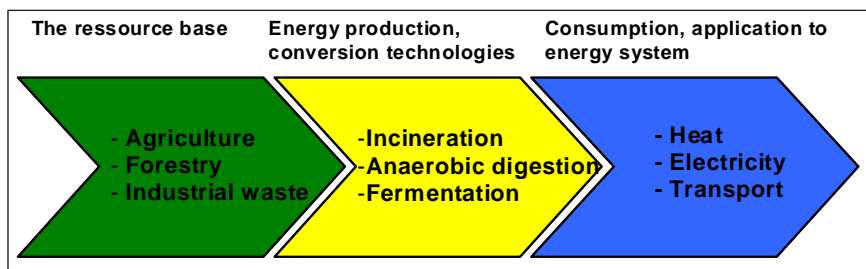 The ressource base
Energy production,
conversion technologies
Consumption, application to
energy system
- Agriculture
- Forestry
- Industrial waste
-Incineration
-Anaerobic digestion
-Fermentation
- Heat
- Electricity
- Transport